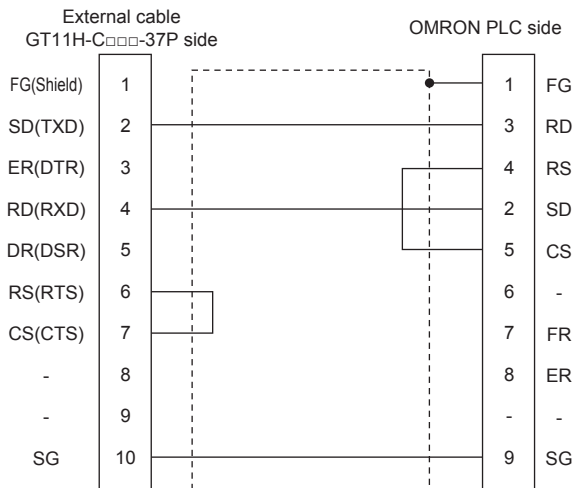 External cable
GT11H-C□□□-37P side
OMRON PLC side
FG(Shield) 1 1 FG
SD(TXD) 2 3 RD
ER(DTR) 3 4 RS
RD(RXD) 4 2 SD
DR(DSR) 5 5 CS
RS(RTS) 6 6 -
CS(CTS) 7 7 FR
- 8 8 ER
- 9 - -
SG 10 9 SG